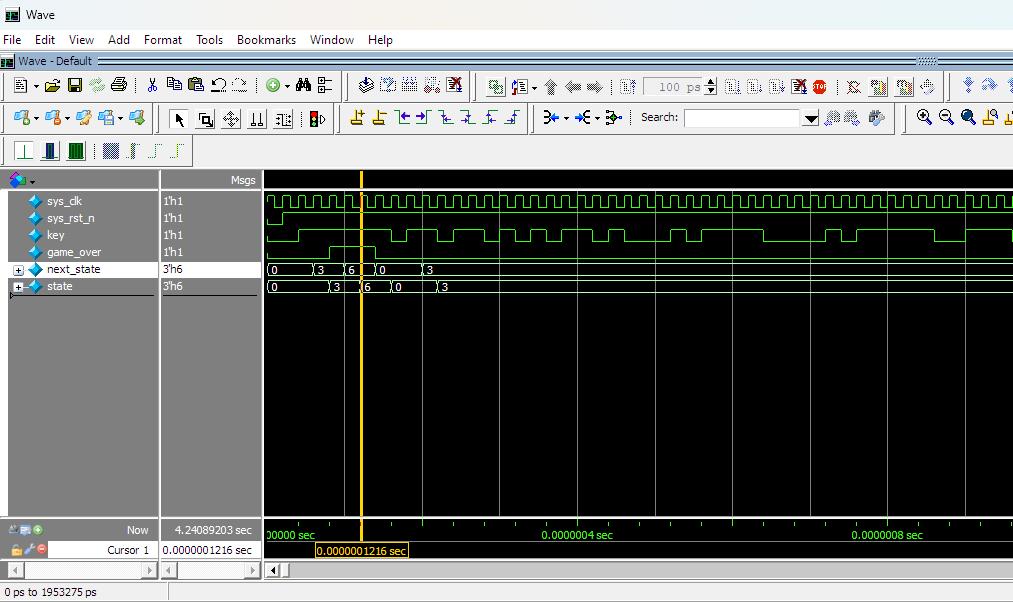 Wave
File Edit View Add Format Tools Bookmarks Window Help
Wave - Default
100 ps STOP
Search:
Msgs
sys_clk 1'h1
sys_rst_n 1'h1
key 1'h1
game_over 1'h1
next_state 3'h6 0 3 6 0 3
state 3'h6 0 3 6 0 3
Now 4.24089203 sec 00000 sec 0.0000004 sec 0.0000008 sec
Cursor 1 0.0000001216 sec 0.0000001216 sec
0 ps to 1953275 ps